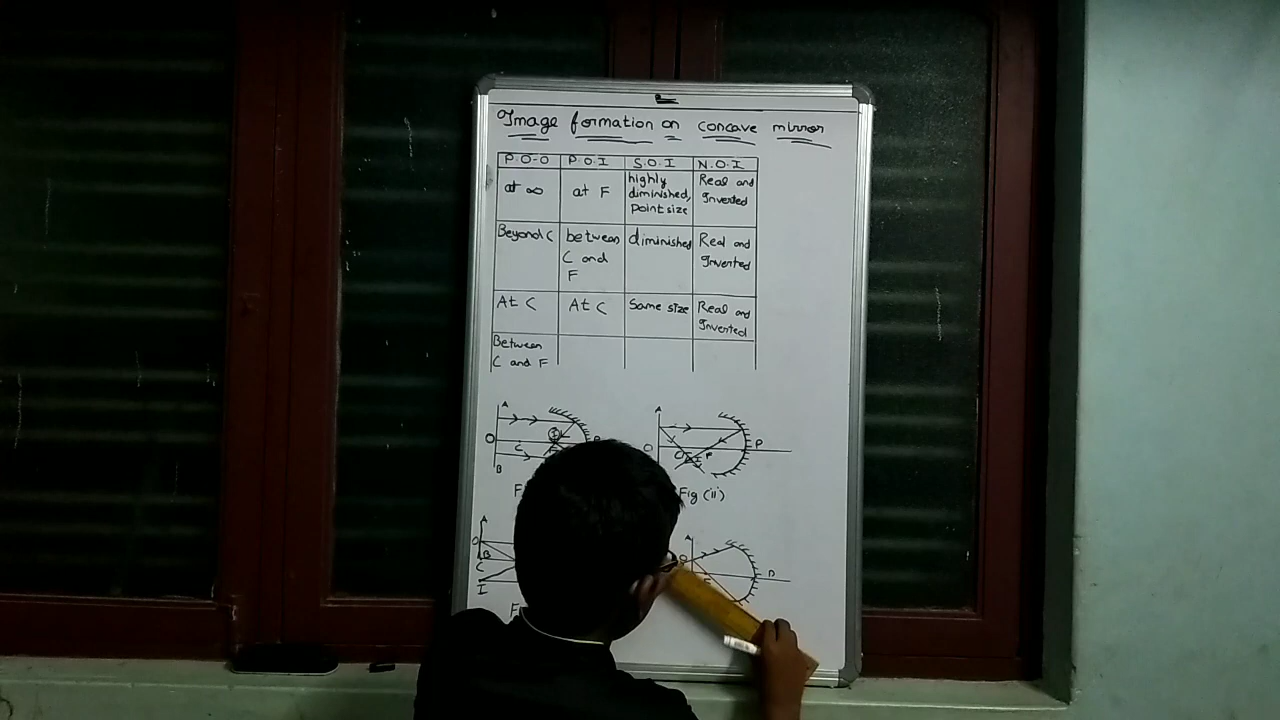 Image formation on concave mirror
P.O.O P.O.I S.O.I N.O.I
at ∞ at F highly diminished, Point size Real and Inverted
Beyond C between C and F diminished Real and Inverted
At C At C Same size Real and Inverted
Between C and F
A
A
O
C
P
B
Fig (ii)
A
A
O
B
C
P
I